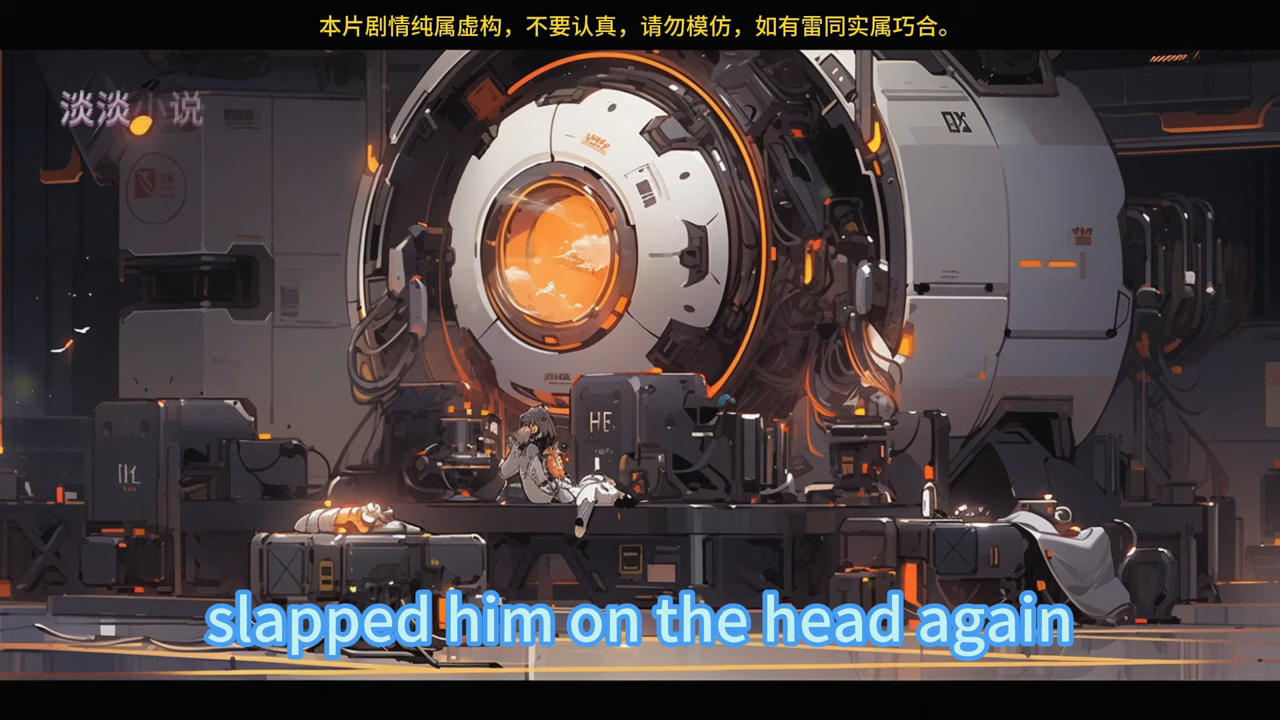 本片剧情纯属虚构，不要认真，请勿模仿，如有雷同实属巧合。
淡淡小说
HE
slapped him on the head again